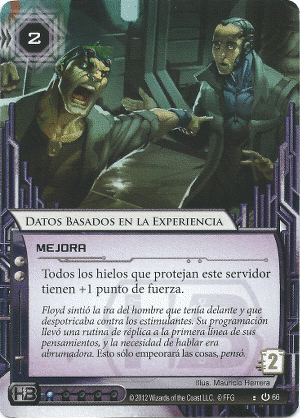 2
DATOS BASADOS EN LA EXPERIENCIA
MEJORA
Todos los hielos que protejan este servidor
tienen +1 punto de fuerza.
Floyd sintió la ira del hombre que tenía delante y que
despotricaba contra los estimulantes. Su programación
llevó una rutina de réplica a la primera línea de sus
pensamientos, y la necesidad de hablar era
abrumadora. Esto sólo empeorará las cosas, pensó.
2
Illus. Mauricio Herrera
HB
© 2012 Wizards of the Coast LLC. © FFG
66